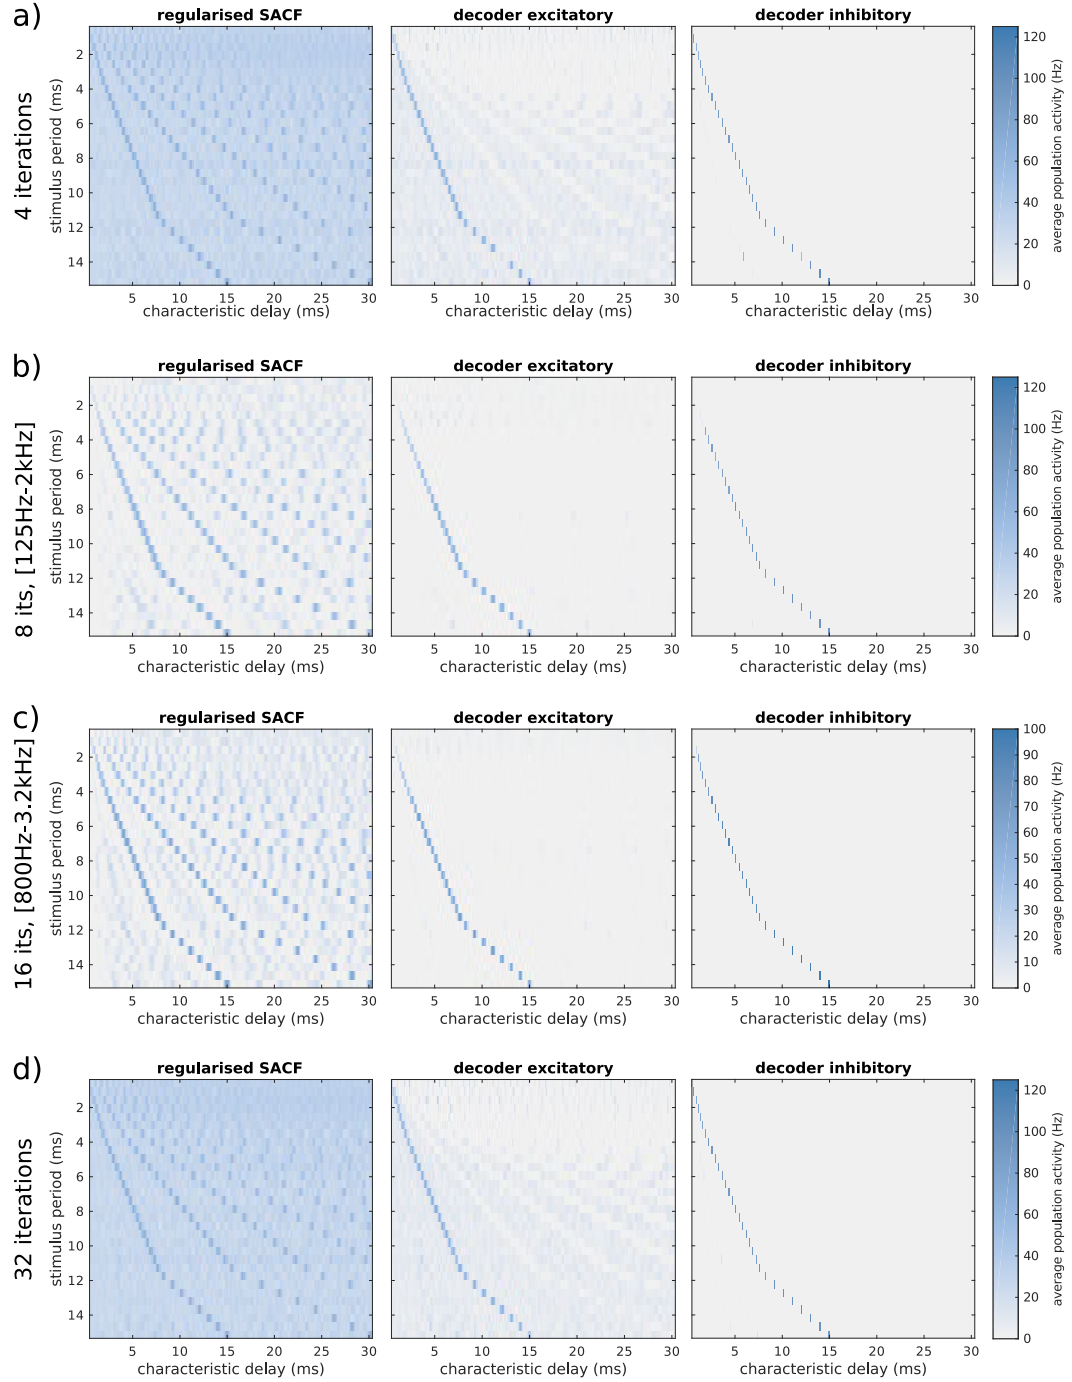 a)
regularised SACF
decoder excitatory
decoder inhibitory
4 iterations
stimulus period (ms)
2
4
6
8
10
12
14
5 10 15 20 25 30
5 10 15 20 25 30
5 10 15 20 25 30
characteristic delay (ms)
characteristic delay (ms)
characteristic delay (ms)
120
100
80
60
40
20
0
average population activity (Hz)
b)
regularised SACF
decoder excitatory
decoder inhibitory
8 its, [125Hz-2kHz]
stimulus period (ms)
2
4
6
8
10
12
14
5 10 15 20 25 30
5 10 15 20 25 30
5 10 15 20 25 30
characteristic delay (ms)
characteristic delay (ms)
characteristic delay (ms)
120
100
80
60
40
20
0
average population activity (Hz)
c)
regularised SACF
decoder excitatory
decoder inhibitory
16 its, [800Hz-3.2kHz]
stimulus period (ms)
2
4
6
8
10
12
14
5 10 15 20 25 30
5 10 15 20 25 30
5 10 15 20 25 30
characteristic delay (ms)
characteristic delay (ms)
characteristic delay (ms)
100
90
80
70
60
50
40
30
20
10
0
average population activity (Hz)
d)
regularised SACF
decoder excitatory
decoder inhibitory
32 iterations
stimulus period (ms)
2
4
6
8
10
12
14
5 10 15 20 25 30
5 10 15 20 25 30
5 10 15 20 25 30
characteristic delay (ms)
characteristic delay (ms)
characteristic delay (ms)
120
100
80
60
40
20
0
average population activity (Hz)